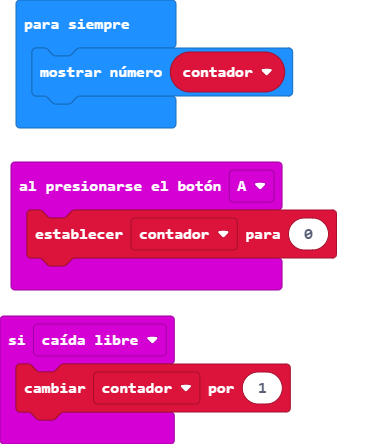 para siempre
mostrar número contador
al presionarse el botón A
establecer contador para 0
si caída libre
cambiar contador por 1